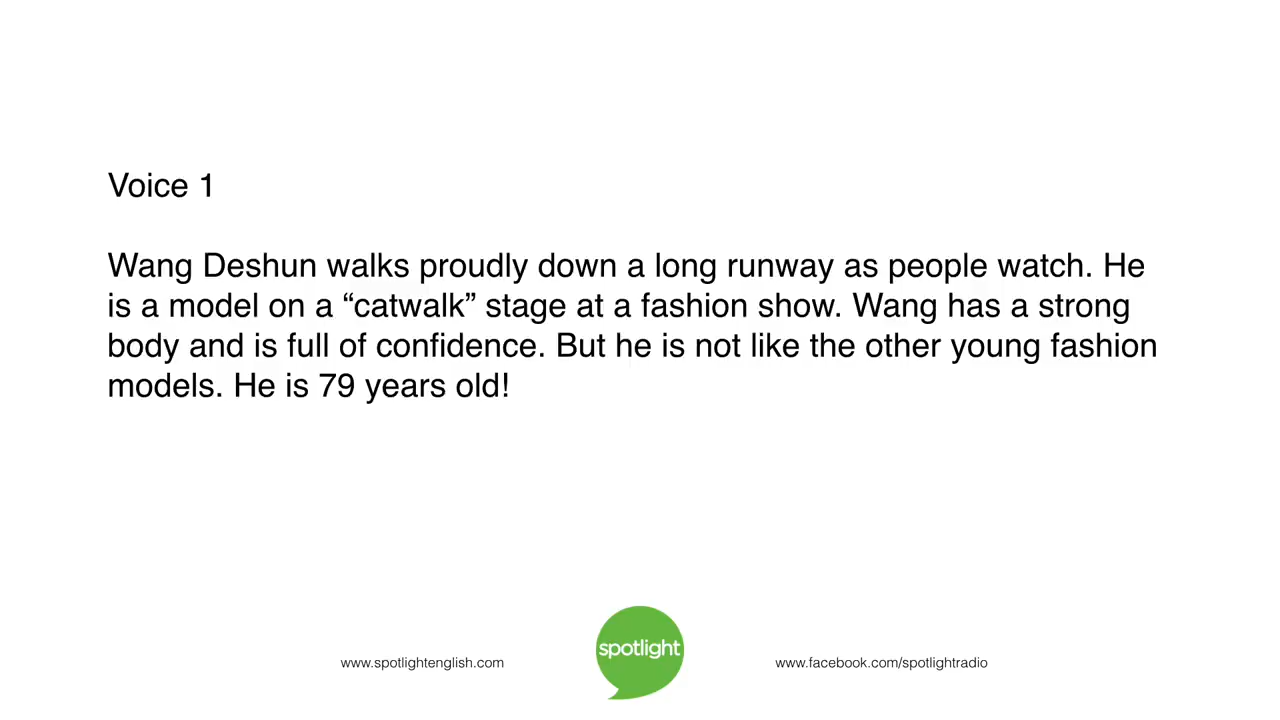 Voice 1
Wang Deshun walks proudly down a long runway as people watch. He
is a model on a “catwalk” stage at a fashion show. Wang has a strong
body and is full of confidence. But he is not like the other young fashion
models. He is 79 years old!
spotlight
www.spotlightenglish.com
www.facebook.com/spotlightradio